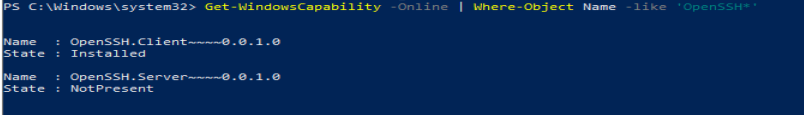 PS C:\Windows\system32> Get-WindowsCapability -Online | Where-Object Name -like 'OpenSSH*'
Name  : OpenSSH.Client~~~~0.0.1.0
State : Installed
Name  : OpenSSH.Server~~~~0.0.1.0
State : NotPresent